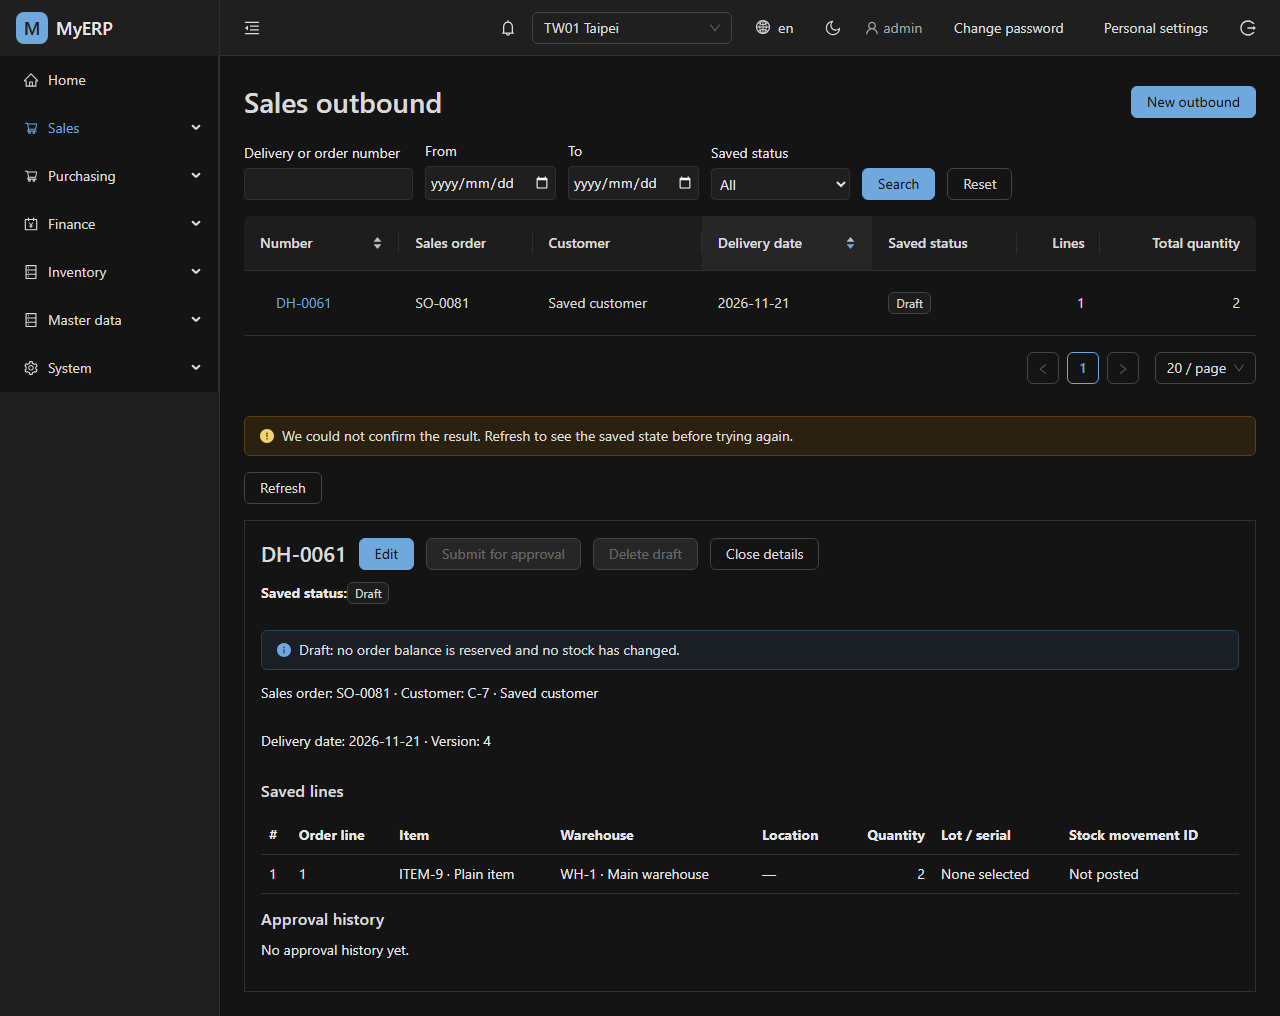 M MyERP
TW01 Taipei
en
admin
Change password
Personal settings
Home
Sales
Purchasing
Finance
Inventory
Master data
System
Sales outbound
New outbound
Delivery or order number
From
To
Saved status
yyyy/mm/dd
yyyy/mm/dd
All
Search
Reset
Number Sales order Customer Delivery date Saved status Lines Total quantity
DH-0061 SO-0081 Saved customer 2026-11-21 Draft 1 2
< 1 > 20 / page
We could not confirm the result. Refresh to see the saved state before trying again.
Refresh
DH-0061 Edit Submit for approval Delete draft Close details
Saved status: Draft
Draft: no order balance is reserved and no stock has changed.
Sales order: SO-0081 · Customer: C-7 · Saved customer
Delivery date: 2026-11-21 · Version: 4
Saved lines
# Order line Item Warehouse Location Quantity Lot / serial Stock movement ID
1 1 ITEM-9 · Plain item WH-1 · Main warehouse — 2 None selected Not posted
Approval history
No approval history yet.